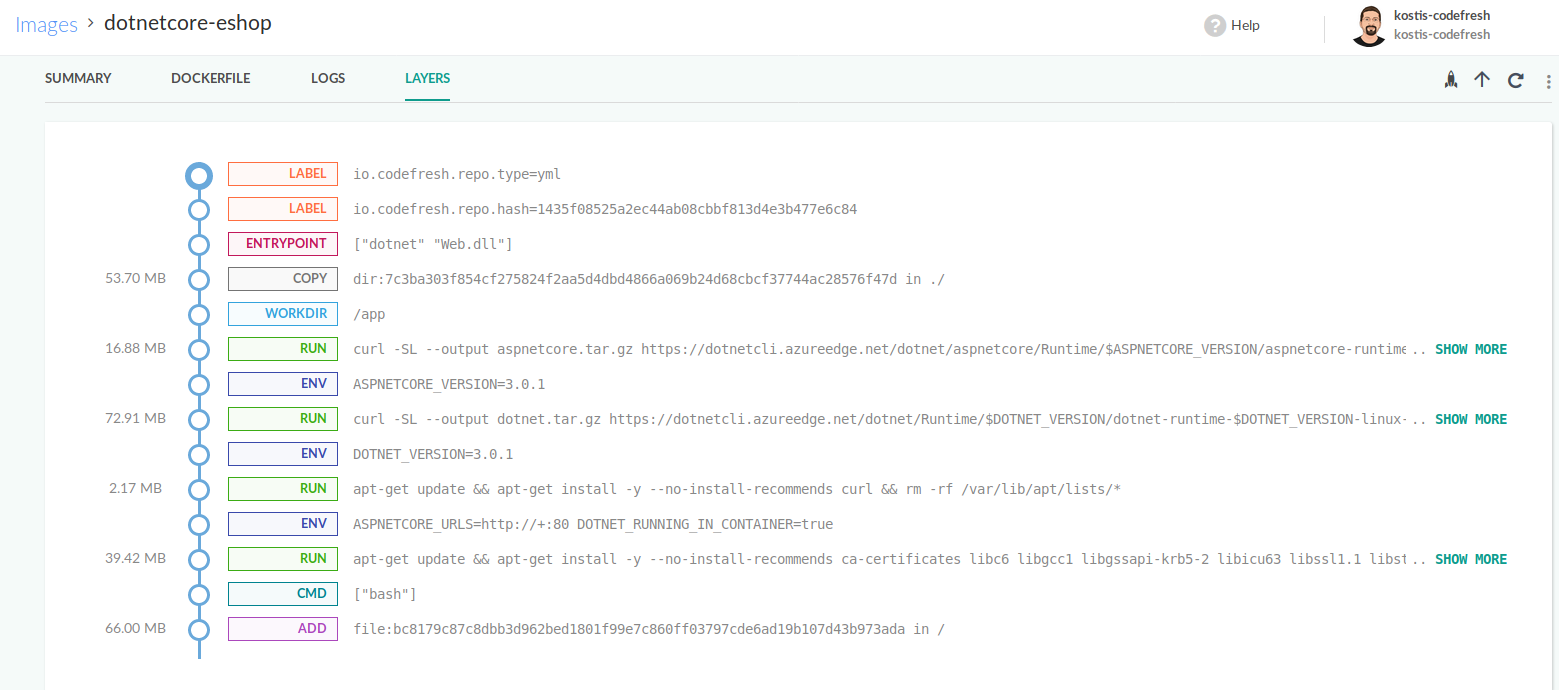 Images > dotnetcore-eshop
? Help
kostis-codefresh
kostis-codefresh
SUMMARY DOCKERFILE LOGS LAYERS
LABEL io.codefresh.repo.type=yml
LABEL io.codefresh.repo.hash=1435f08525a2ec44ab08cbbf813d4e3b477e6c84
ENTRYPOINT ["dotnet" "Web.dll"]
53.70 MB COPY dir:7c3ba303f854cf275824f2aa5d4dbd4866a069b24d68cbcf37744ac28576f47d in ./
WORKDIR /app
16.88 MB RUN curl -SL --output aspnetcore.tar.gz https://dotnetcli.azureedge.net/dotnet/aspnetcore/Runtime/$ASPNETCORE_VERSION/aspnetcore-runtime .. SHOW MORE
ENV ASPNETCORE_VERSION=3.0.1
72.91 MB RUN curl -SL --output dotnet.tar.gz https://dotnetcli.azureedge.net/dotnet/Runtime/$DOTNET_VERSION/dotnet-runtime-$DOTNET_VERSION-linux- .. SHOW MORE
ENV DOTNET_VERSION=3.0.1
2.17 MB RUN apt-get update && apt-get install -y --no-install-recommends curl && rm -rf /var/lib/apt/lists/*
ENV ASPNETCORE_URLS=http://+:80 DOTNET_RUNNING_IN_CONTAINER=true
39.42 MB RUN apt-get update && apt-get install -y --no-install-recommends ca-certificates libc6 libgcc1 libgssapi-krb5-2 libicu63 libssl1.1 libst .. SHOW MORE
CMD ["bash"]
66.00 MB ADD file:bc8179c87c8dbb3d962bed1801f99e7c860ff03797cde6ad19b107d43b973ada in /